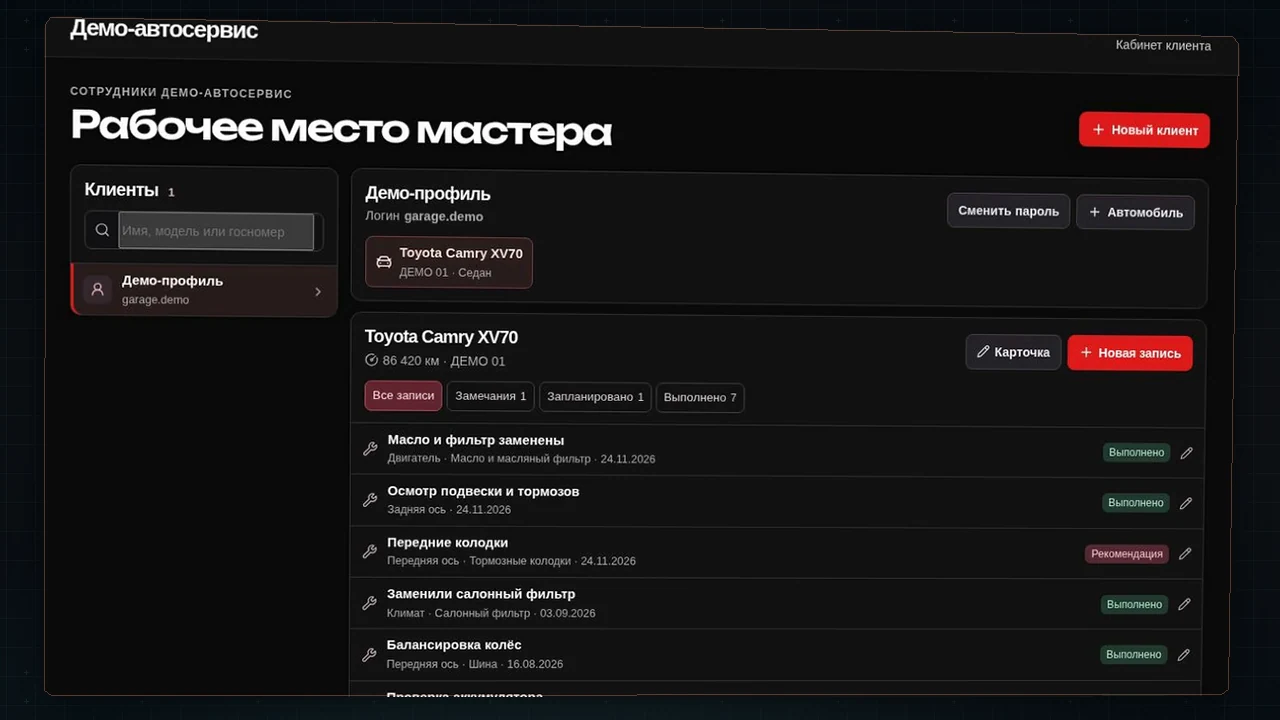 Демо-автосервис
Кабинет клиента
СОТРУДНИКИ ДЕМО-АВТОСЕРВИС
Рабочее место мастера
+ Новый клиент
Клиенты 1
Имя, модель или госномер
Демо-профиль
garage.demo
Демо-профиль
Логин garage.demo
Сменить пароль
+ Автомобиль
Toyota Camry XV70
ДЕМО 01 · Седан
Toyota Camry XV70
86 420 км · ДЕМО 01
Карточка
+ Новая запись
Все записи
Замечания 1
Запланировано 1
Выполнено 7
Масло и фильтр заменены
Двигатель · Масло и масляный фильтр · 24.11.2026
Выполнено
Осмотр подвески и тормозов
Задняя ось · 24.11.2026
Выполнено
Передние колодки
Передняя ось · Тормозные колодки · 24.11.2026
Рекомендация
Заменили салонный фильтр
Климат · Салонный фильтр · 03.09.2026
Выполнено
Балансировка колёс
Передняя ось · Шина · 16.08.2026
Выполнено
Проверка аккумулятора